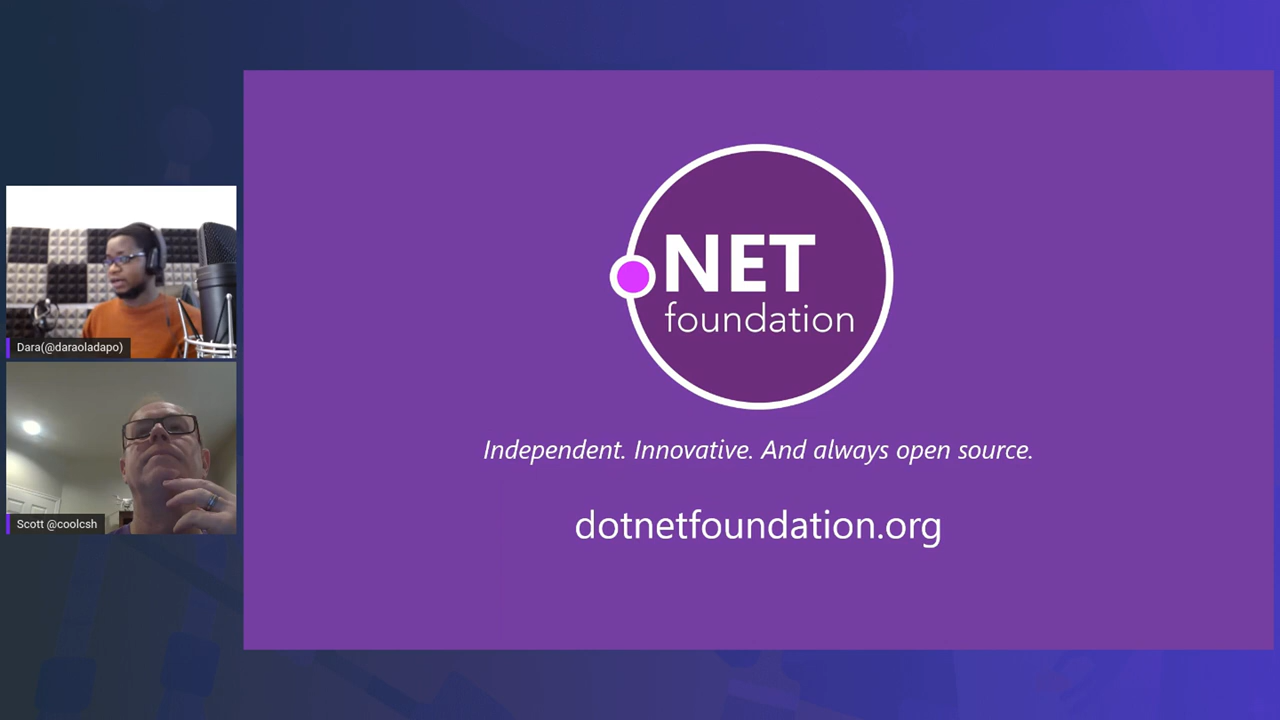 Dara(@daraoladapo)
Scott @coolcsh
.NET
foundation
Independent. Innovative. And always open source.
dotnetfoundation.org